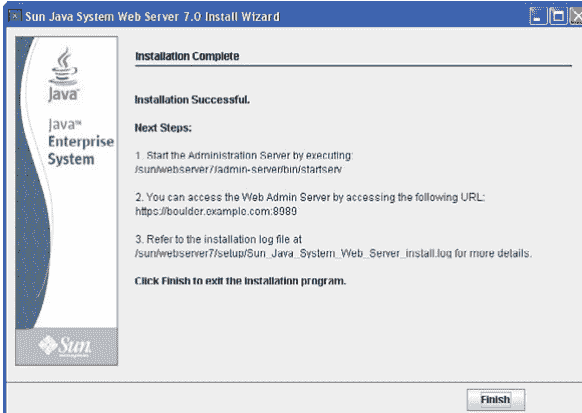 Sun Java System Web Server 7.0 Install Wizard
Installation Complete
Java
Java™
Enterprise
System
Installation Successful.
Next Steps:
1. Start the Administration Server by executing:
/sun/webserver7/admin-server/bin/startserv
2. You can access the Web Admin Server by accessing the following URL:
https://boulder.example.com:8989
3. Refer to the installation log file at
/sun/webserver7/setup/Sun_Java_System_Web_Server_install.log for more details.
Click Finish to exit the installation program.
Sun
Finish